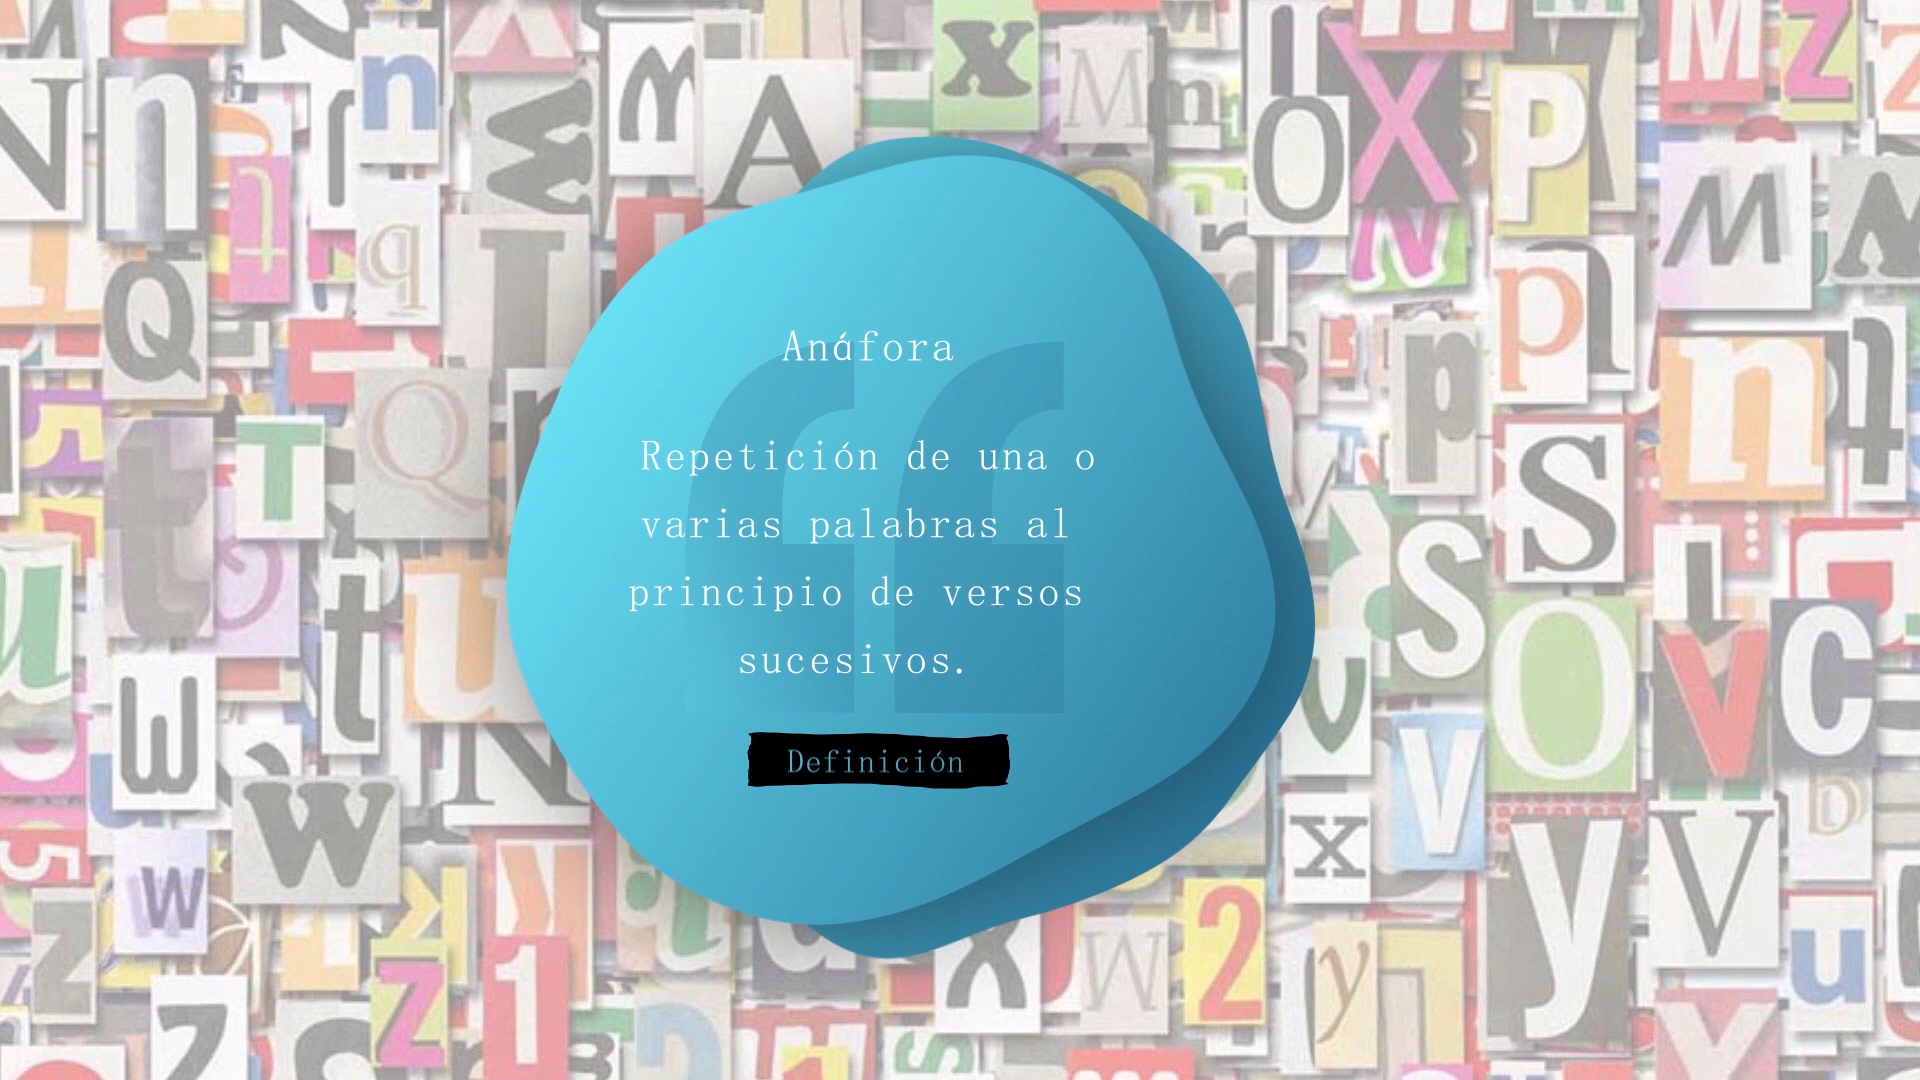 Anáfora
Repetición de una o
varias palabras al
principio de versos
sucesivos.
Definición